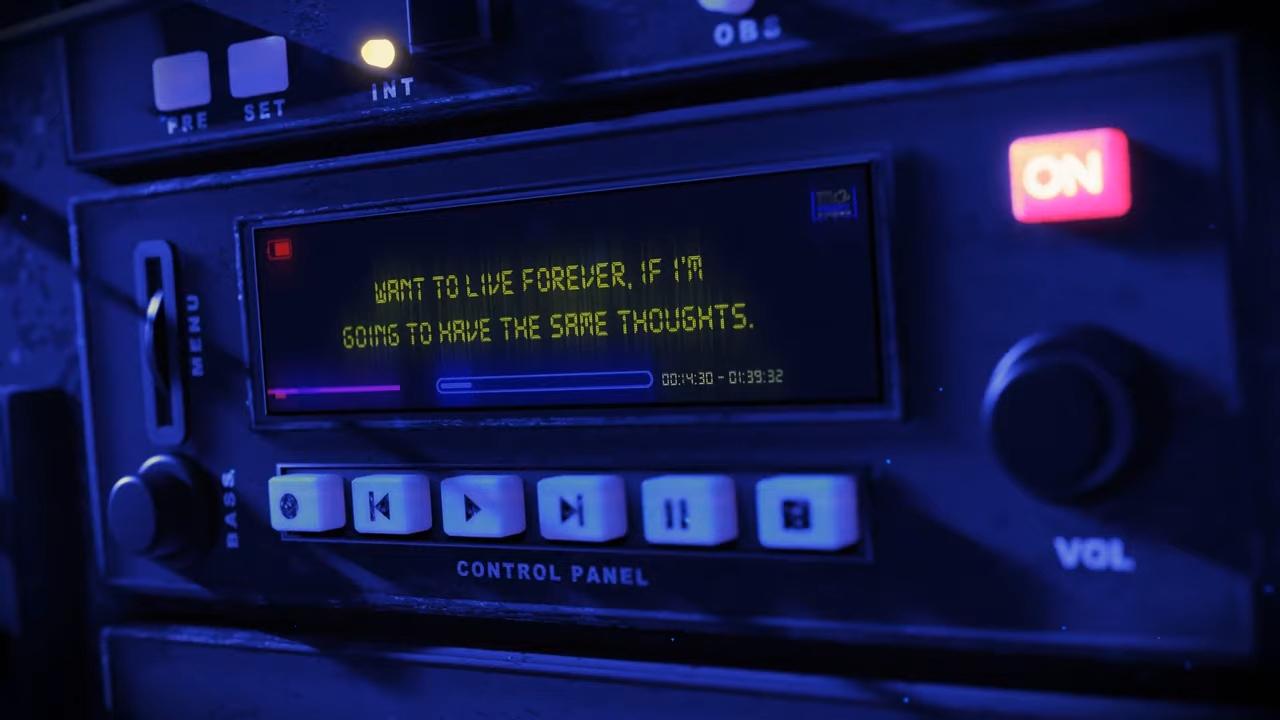 OBS
INT
PRE
SET
ON
WANT TO LIVE FOREVER, IF I'M
GOING TO HAVE THE SAME THOUGHTS.
00:14:30 - 01:39:32
MENU
BASS
CONTROL PANEL
VOL